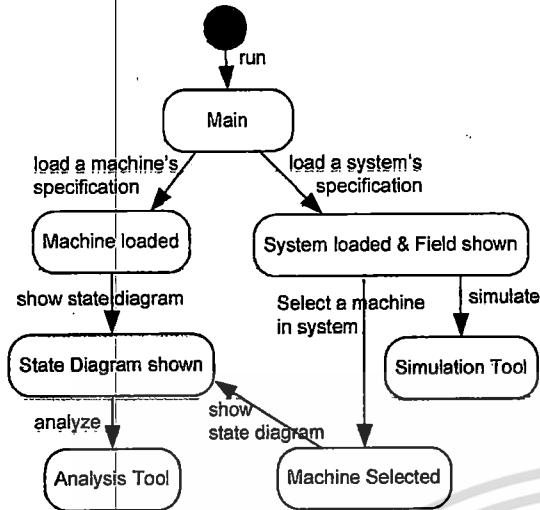 run
Main
load a machine's
specification
load a system's
specification
Machine loaded
System loaded & Field shown
show state diagram
Select a machine
in system
simulate
State Diagram shown
Simulation Tool
analyze
show
state diagram
Analysis Tool
Machine Selected